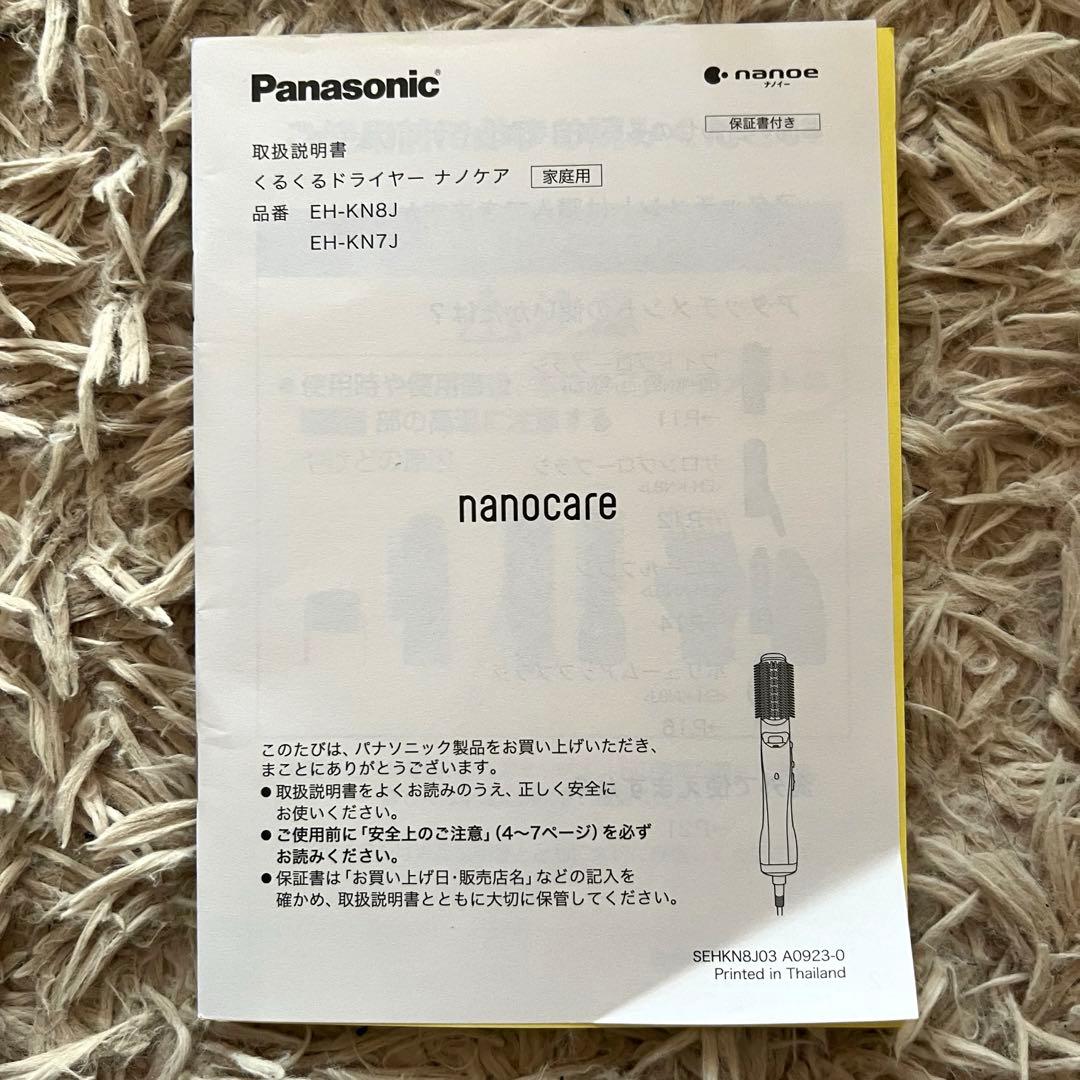 Panasonic®
nanoe
ナノイー
保証書付き
取扱説明書
くるくるドライヤー ナノケア 家庭用
品番 EH-KN8J
EH-KN7J
nanocare
このたびは、パナソニック製品をお買い上げいただき、
まことにありがとうございます。
●取扱説明書をよくお読みのうえ、正しく安全に
お使いください。
●ご使用前に「安全上のご注意」(4〜7ページ)を必ず
お読みください。
●保証書は「お買い上げ日・販売店名」などの記入を
確かめ、取扱説明書とともに大切に保管してください。
SEHKN8J03 A0923-0
Printed in Thailand